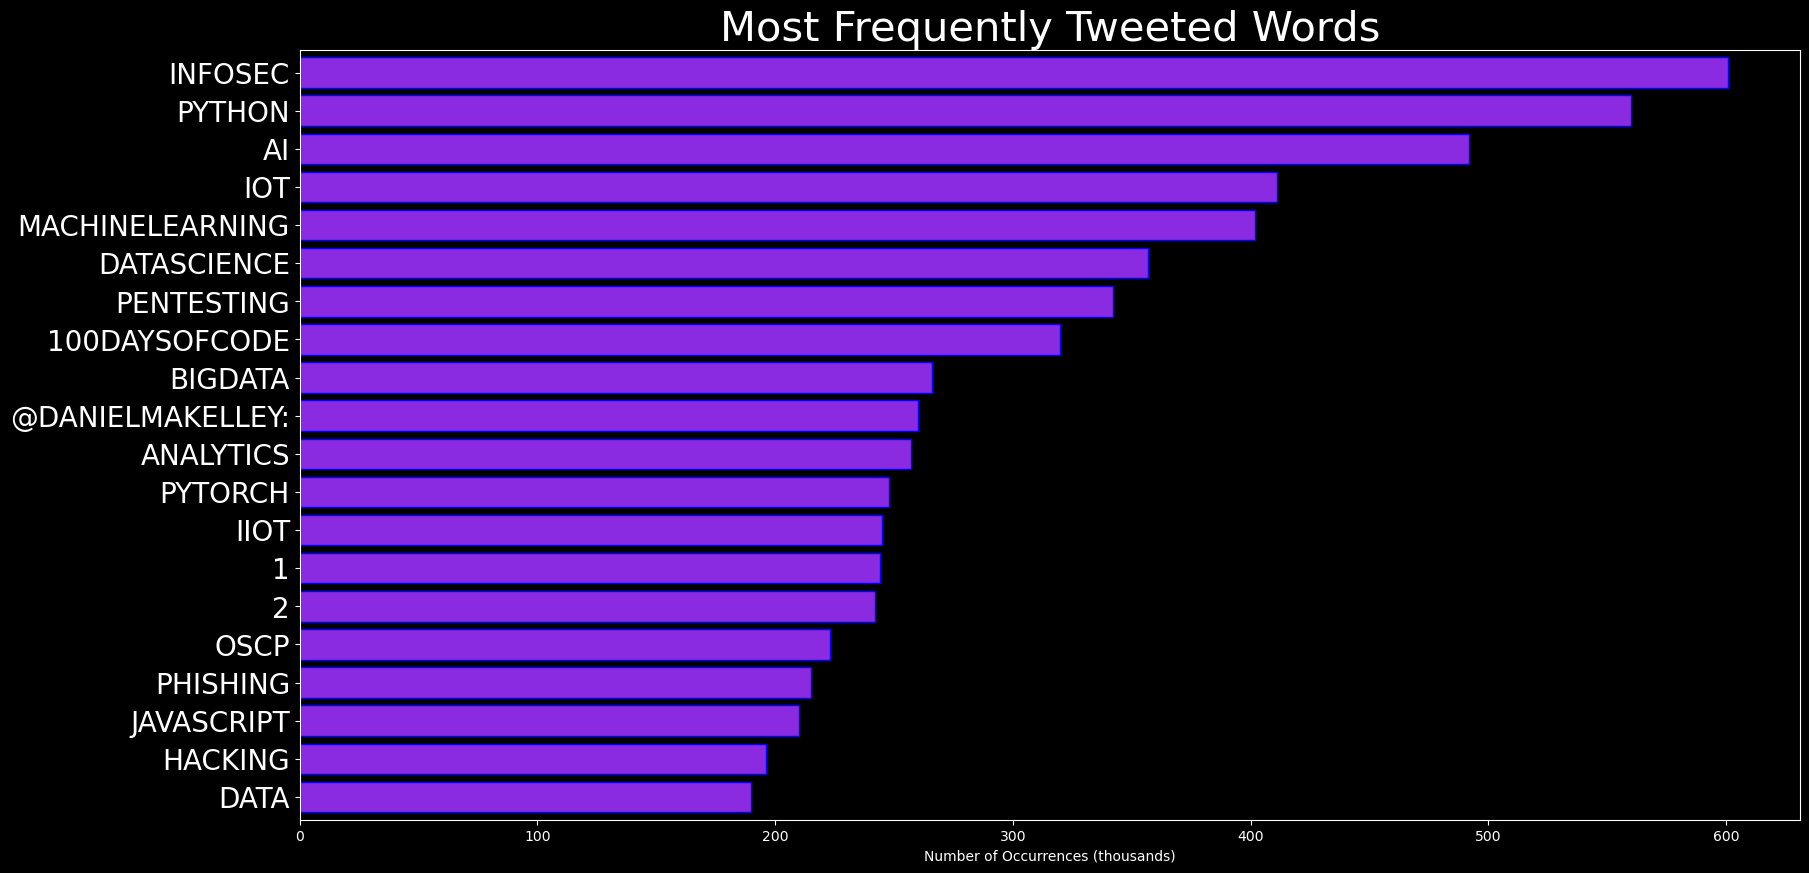 Most Frequently Tweeted Words
INFOSEC
PYTHON
AI
IOT
MACHINELEARNING
DATASCIENCE
PENTESTING
100DAYSOFCODE
BIGDATA
@DANIELMAKELLEY:
ANALYTICS
PYTORCH
IIOT
1
2
OSCP
PHISHING
JAVASCRIPT
HACKING
DATA
0 100 200 300 400 500 600
Number of Occurrences (thousands)